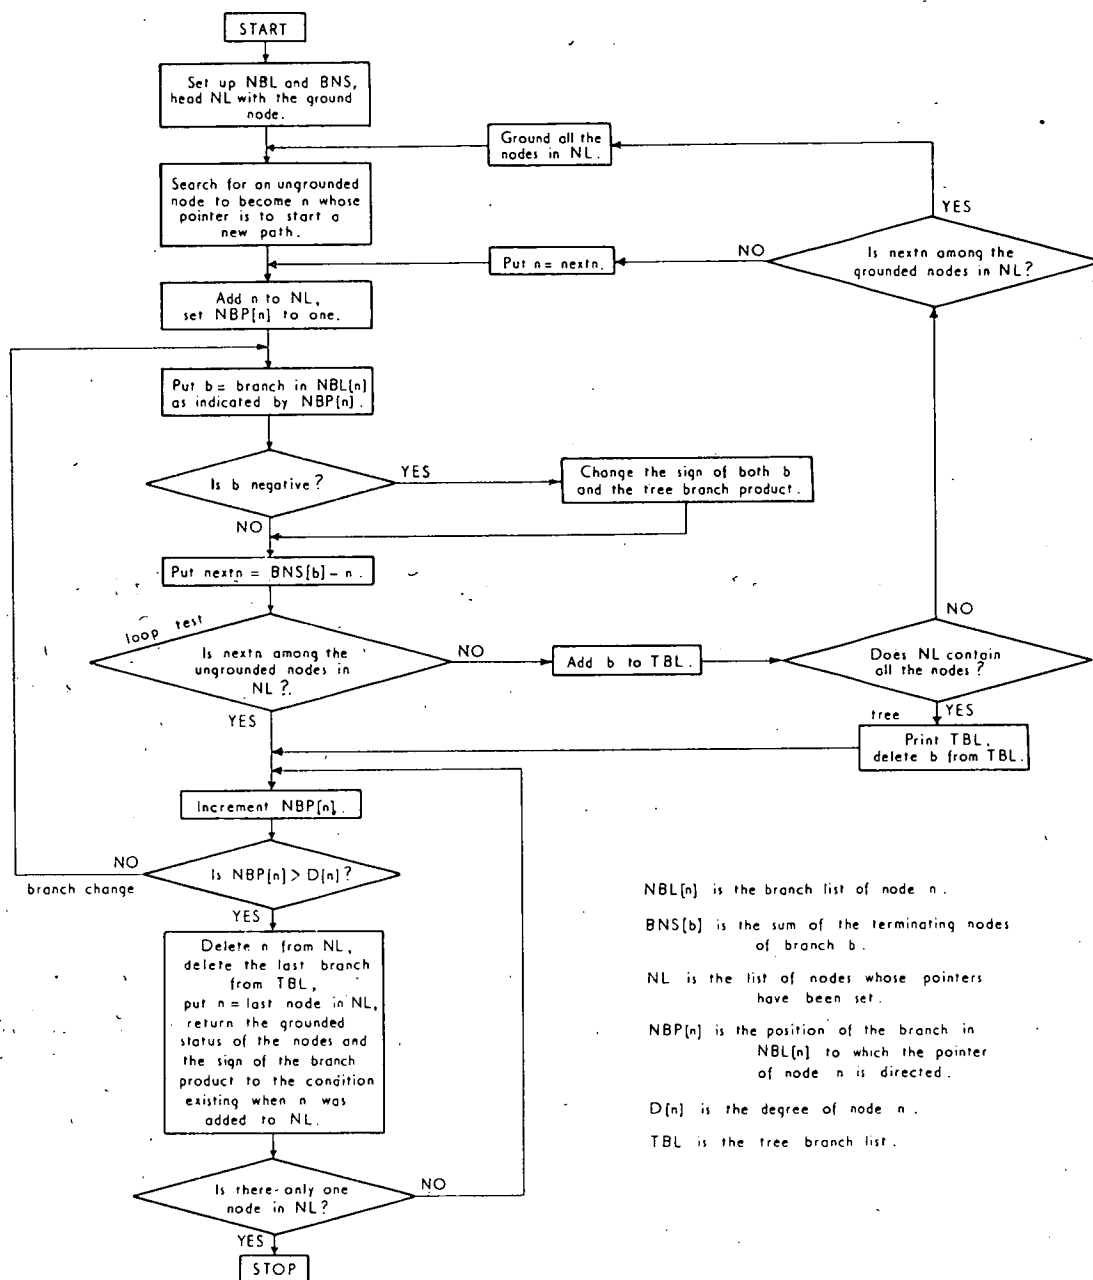 START
Set up NBL and BNS,
head NL with the ground
node.
Ground all the
nodes in NL.
Search for an ungrounded
node to become n whose
pointer is to start a
new path.
YES
Is nextn among the
grounded nodes in NL?
NO
Put n = nextn.
Add n to NL,
set NBP[n] to one.
Put b = branch in NBL[n]
as indicated by NBP[n].
Is b negative?
YES
Change the sign of both b
and the tree branch product.
NO
Put nextn = BNS[b] - n.
loop test
Is nextn among the
ungrounded nodes in
NL?
NO
Add b to TBL.
NO
Does NL contain
all the nodes?
YES
tree
YES
Print TBL,
delete b from TBL.
Increment NBP[n].
NO
Is NBP[n] > D[n]?
branch change
YES
Delete n from NL,
delete the last branch
from TBL,
put n = last node in NL,
return the grounded
status of the nodes and
the sign of the branch
product to the condition
existing when n was
added to NL.
Is there only one
node in NL?
NO
YES
STOP
NBL[n] is the branch list of node n.
BNS[b] is the sum of the terminating nodes
of branch b.
NL is the list of nodes whose pointers
have been set.
NBP[n] is the position of the branch in
NBL[n] to which the pointer
of node n is directed.
D[n] is the degree of node n.
TBL is the tree branch list.